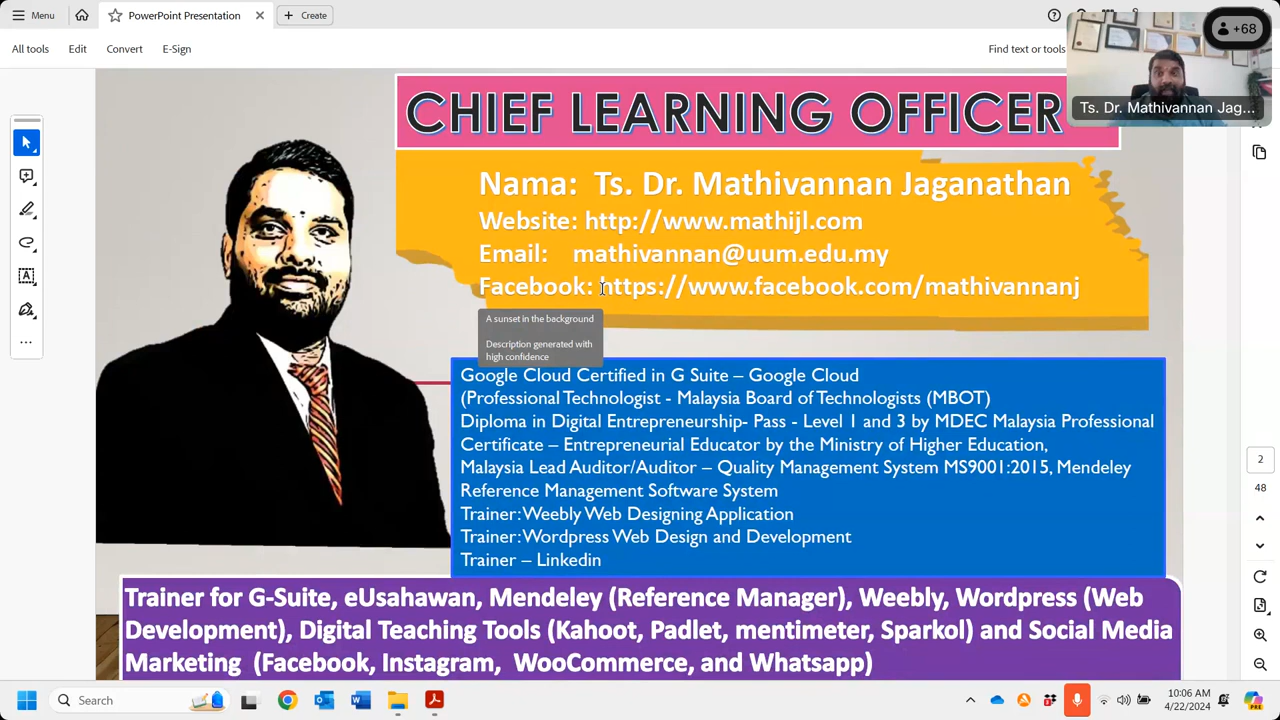 Menu
PowerPoint Presentation
Create
+68
All tools
Edit
Convert
E-Sign
Find text or tools
Ts. Dr. Mathivannan Jag...
CHIEF LEARNING OFFICER
Nama: Ts. Dr. Mathivannan Jaganathan
Website: http://www.mathijl.com
Email: mathivannan@uum.edu.my
Facebook: https://www.facebook.com/mathivannanj
A sunset in the background
Description generated with
high confidence
Google Cloud Certified in G Suite – Google Cloud
(Professional Technologist - Malaysia Board of Technologists (MBOT)
Diploma in Digital Entrepreneurship- Pass - Level 1 and 3 by MDEC Malaysia Professional
Certificate – Entrepreneurial Educator by the Ministry of Higher Education,
Malaysia Lead Auditor/Auditor – Quality Management System MS9001:2015, Mendeley
Reference Management Software System
Trainer: Weebly Web Designing Application
Trainer: Wordpress Web Design and Development
Trainer – Linkedin
2
48
Trainer for G-Suite, eUsahawan, Mendeley (Reference Manager), Weebly, Wordpress (Web
Development), Digital Teaching Tools (Kahoot, Padlet, mentimeter, Sparkol) and Social Media
Marketing (Facebook, Instagram, WooCommerce, and Whatsapp)
Search
10:06 AM
4/22/2024
PRE